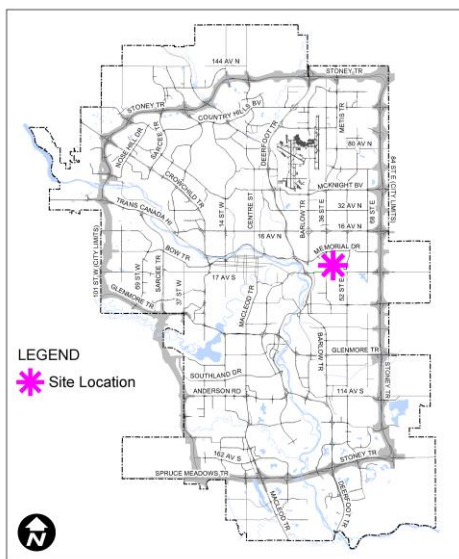 144 AV N
STONEY TR
STONEY TR
COUNTRY HILLS BV
METIS TR
DEERFOOT TR
NOSE HILL DR
SARCEE TR
80 AV N
84 ST E (CITY LIMITS)
CROWCHILD TR
MCKNIGHT BV
TRANS CANADA HI
14 ST W
CENTRE ST
BARLOW TR
36 ST E
32 AV N
68 ST E
16 AV N
16 AV N
101 ST W (CITY LIMITS)
BOW TR
MEMORIAL DR
69 ST W
SARCEE TR
37 ST W
17 AV S
MACLEOD TR
52 ST E
GLENMORE TR
BARLOW TR
GLENMORE TR
LEGEND
Site Location
SOUTHLAND DR
ANDERSON RD
114 AV S
STONEY TR
162 AV S
STONEY TR
SPRUCE MEADOWS TR
MACLEOD TR
DEERFOOT TR
N